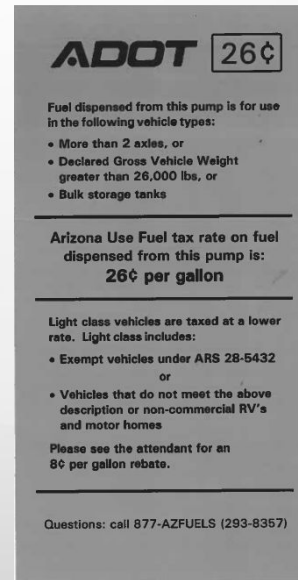 ADOT 26¢
Fuel dispensed from this pump is for use
in the following vehicle types:
• More than 2 axles, or
• Declared Gross Vehicle Weight
greater than 26,000 lbs, or
• Bulk storage tanks
Arizona Use Fuel tax rate on fuel
dispensed from this pump is:
26¢ per gallon
Light class vehicles are taxed at a lower
rate. Light class includes:
• Exempt vehicles under ARS 28-5432
or
• Vehicles that do not meet the above
description or non-commercial RV's
and motor homes
Please see the attendant for an
8¢ per gallon rebate.
Questions: call 877-AZFUELS (293-8357)